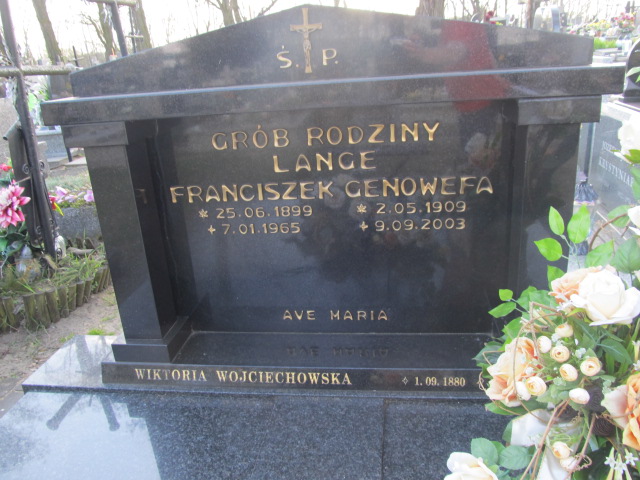 Ś. P.
GRÓB RODZINY
LANGE
FRANCISZEK GENOWEFA
* 25.06.1899 * 2.05.1909
+ 7.01.1965 + 9.09.2003
AVE MARIA
WIKTORIA WOJCIECHOWSKA ÷ 1.09.1880